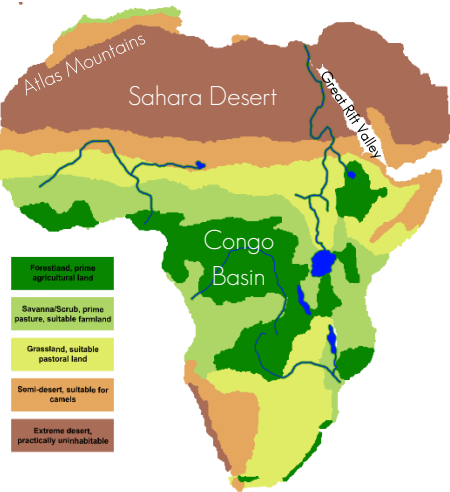 Atlas Mountains
Sahara Desert
Great Rift Valley
Congo
Basin
Forestland, prime
agricultural land
Savanna/Scrub, prime
pasture, suitable farmland
Grassland, suitable
pastoral land
Semi-desert, suitable for
camels
Extreme desert,
practically uninhabitable